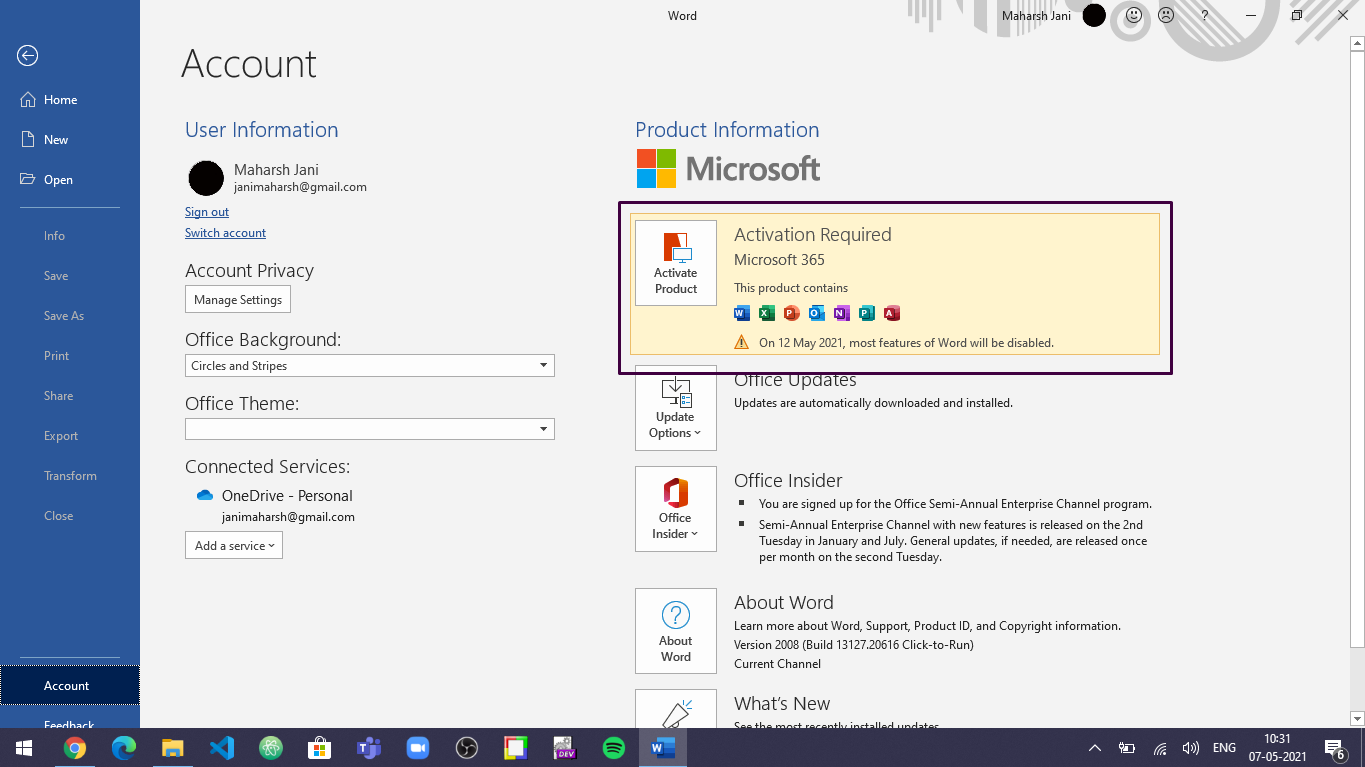 Word
Maharsh Jani
?
Account
Home
New
Open
Info
Save
Save As
Print
Share
Export
Transform
Close
Account
Feedback
User Information
Maharsh Jani
janimaharsh@gmail.com
Sign out
Switch account
Account Privacy
Manage Settings
Office Background:
Circles and Stripes
Office Theme:
Connected Services:
OneDrive - Personal
janimaharsh@gmail.com
Add a service
Product Information
Microsoft
Activate
Product
Activation Required
Microsoft 365
This product contains
W X P O N P A
On 12 May 2021, most features of Word will be disabled.
Update
Options
Office Updates
Updates are automatically downloaded and installed.
Office
Insider
Office Insider
You are signed up for the Office Semi-Annual Enterprise Channel program.
Semi-Annual Enterprise Channel with new features is released on the 2nd
Tuesday in January and July. General updates, if needed, are released once
per month on the second Tuesday.
?
About
Word
About Word
Learn more about Word, Support, Product ID, and Copyright information.
Version 2008 (Build 13127.20616 Click-to-Run)
Current Channel
What's New
See the most recently installed updates.
DEV
W
ENG
10:31
07-05-2021
6